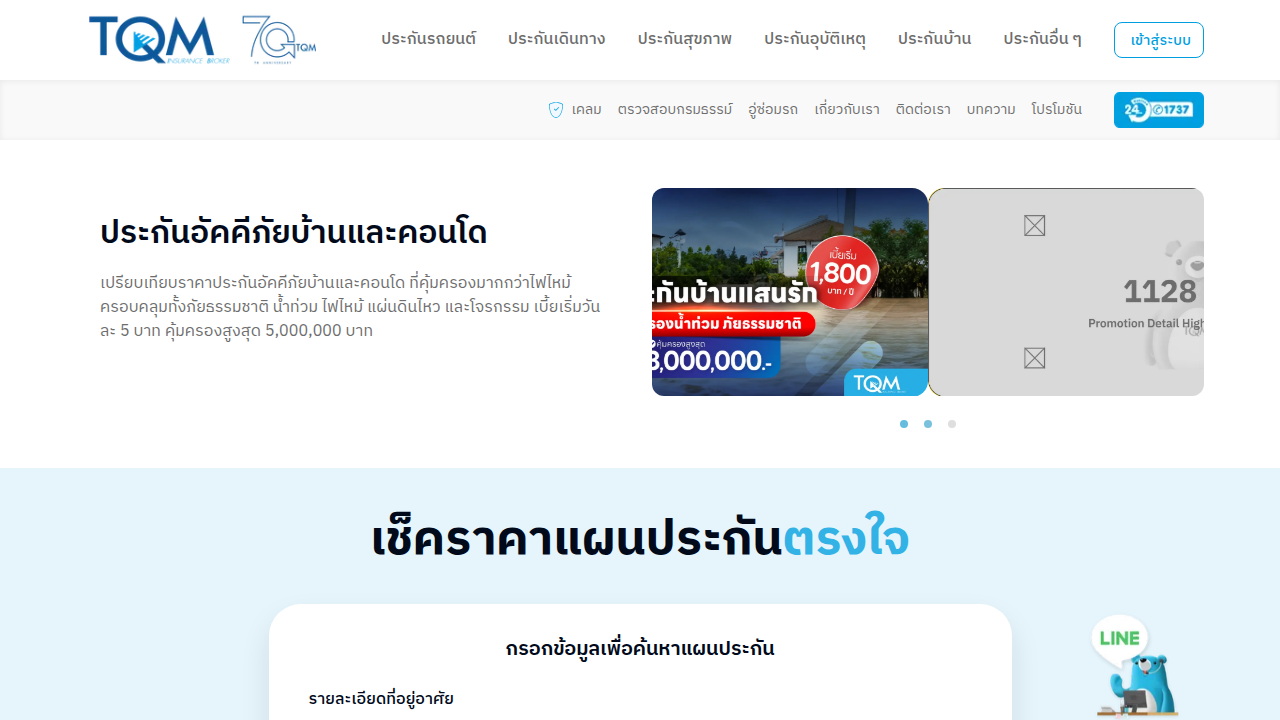 TQM
INSURANCE BROKER
70 TQM
TH ANNIVERSARY
ประกันรถยนต์
ประกันเดินทาง
ประกันสุขภาพ
ประกันอุบัติเหตุ
ประกันบ้าน
ประกันอื่น ๆ
เข้าสู่ระบบ
เคลม
ตรวจสอบกรมธรรม์
อู่ซ่อมรถ
เกี่ยวกับเรา
ติดต่อเรา
บทความ
โปรโมชัน
24 1737
ประกันอัคคีภัยบ้านและคอนโด
เปรียบเทียบราคาประกันอัคคีภัยบ้านและคอนโด ที่คุ้มครองมากกว่าไฟไหม้
ครอบคลุมทั้งภัยธรรมชาติ น้ำท่วม ไฟไหม้ แผ่นดินไหว และโจรกรรม เบี้ยเริ่มวัน
ละ 5 บาท คุ้มครองสูงสุด 5,000,000 บาท
เบี้ยเริ่ม
1,800
บาท / ปี
ะกันบ้านแสนรัก
รองน้ำท่วม ภัยธรรมชาติ
คุ้มครองสูงสุด
3,000,000.-
TQM
1128
Promotion Detail High
เช็คราคาแผนประกันตรงใจ
กรอกข้อมูลเพื่อค้นหาแผนประกัน
รายละเอียดที่อยู่อาศัย
LINE